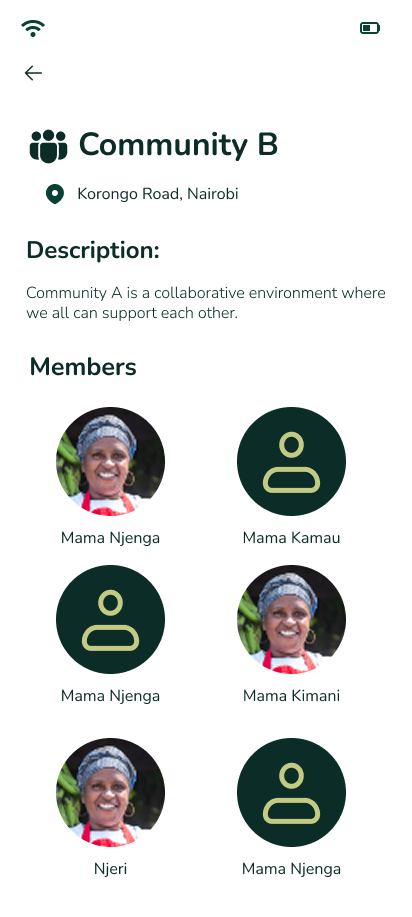 Community B
Korongo Road, Nairobi
Description:
Community A is a collaborative environment where
we all can support each other.
Members
Mama Njenga
Mama Kamau
Mama Njenga
Mama Kimani
Njeri
Mama Njenga